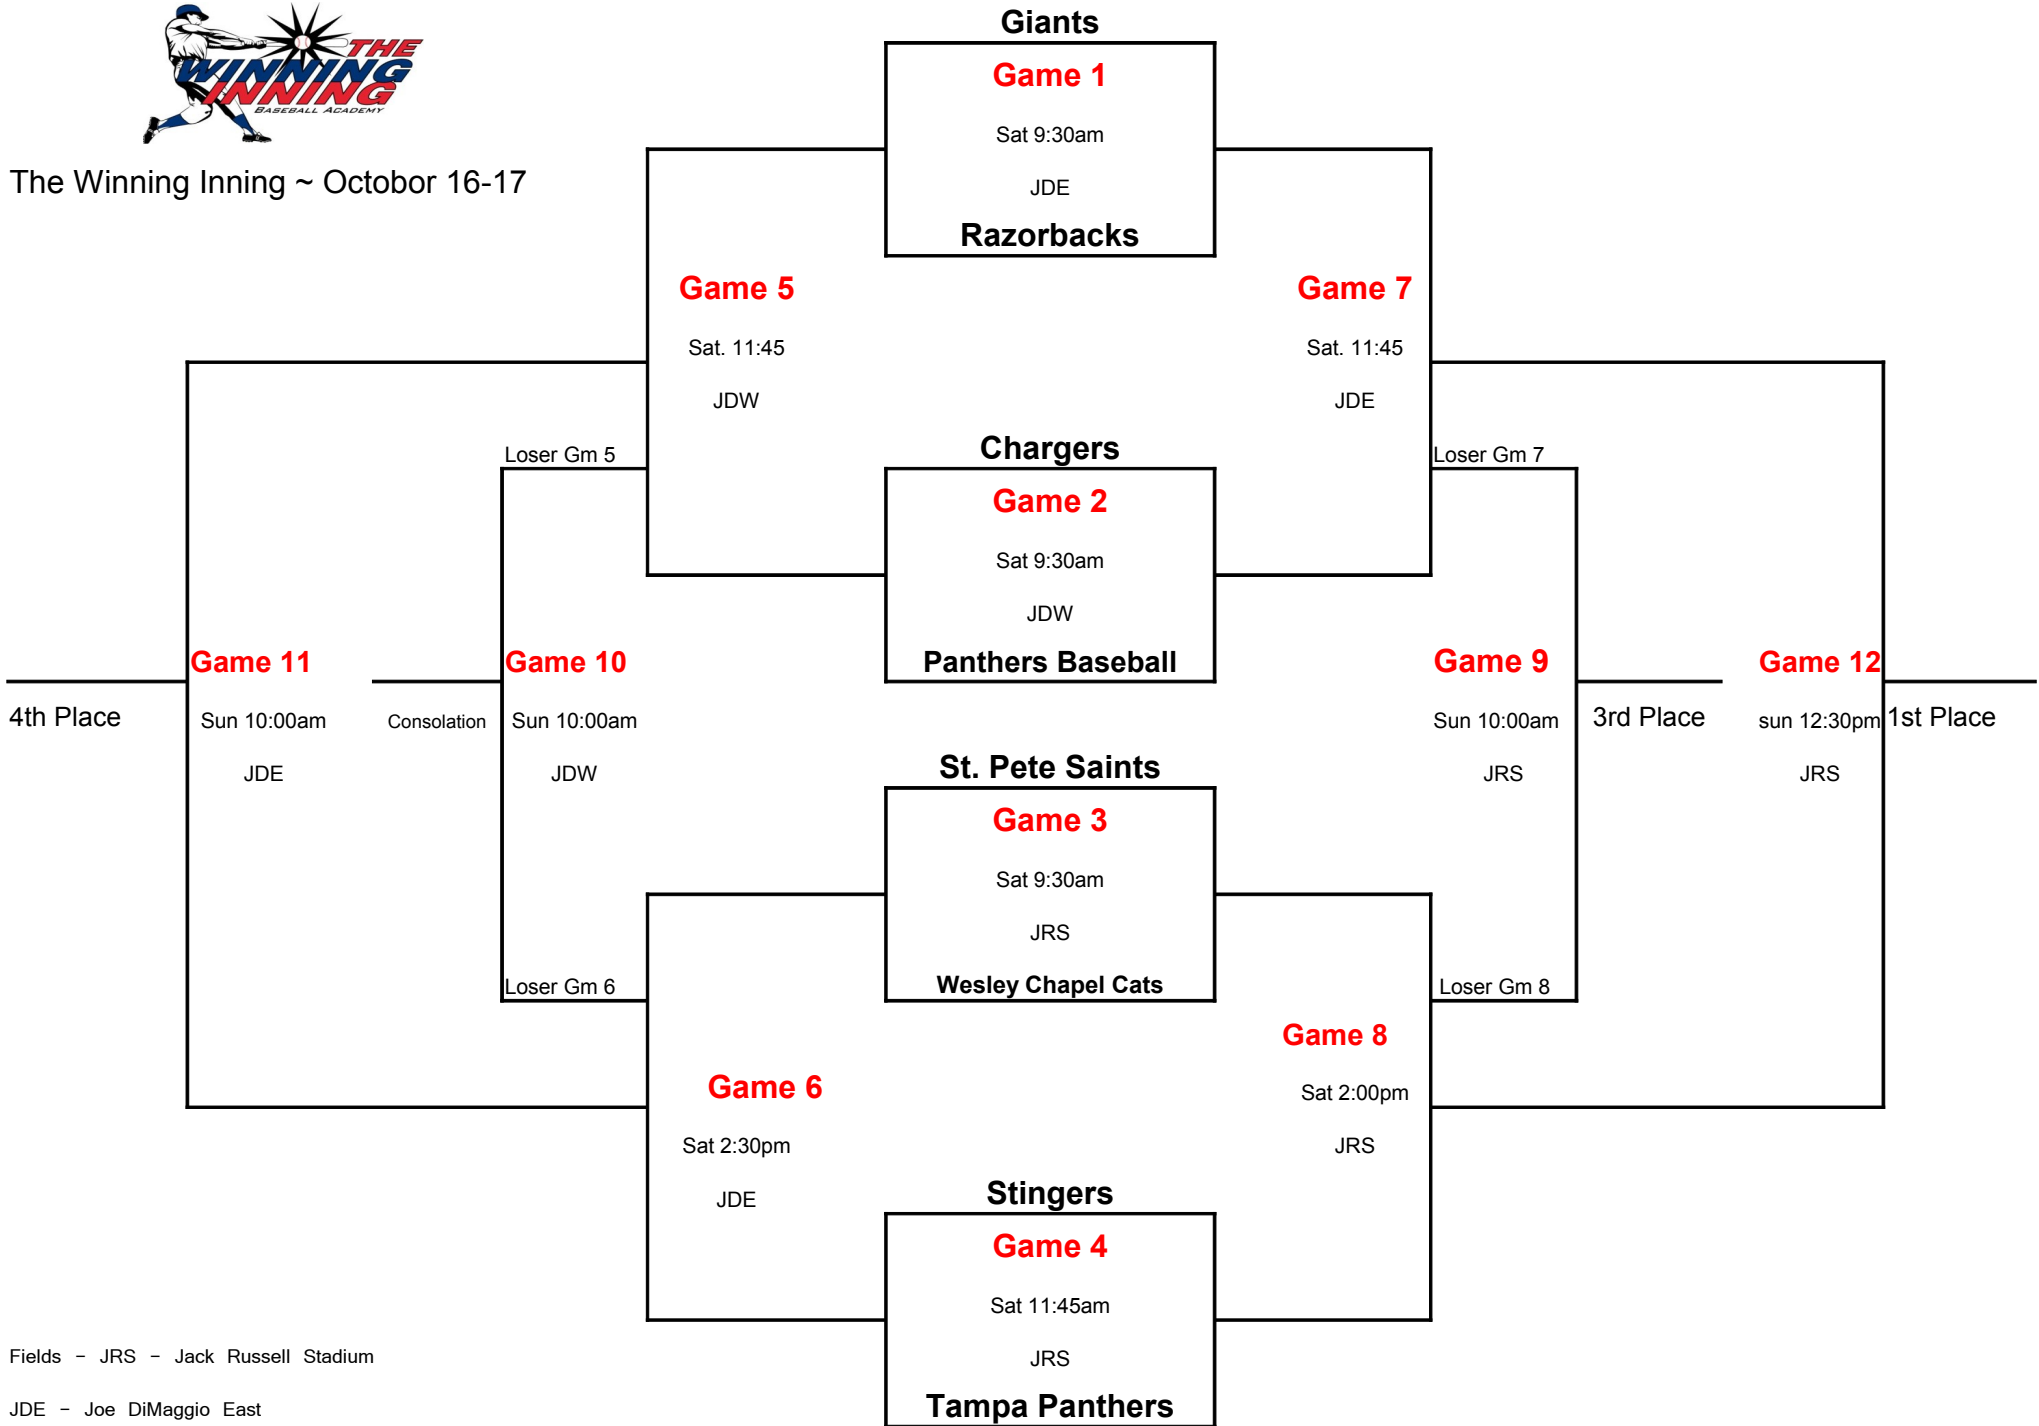 THE
WINNING
INNING
BASEBALL ACADEMY
The Winning Inning ~ Octobor 16-17
Giants
Game 1
Sat 9:30am
JDE
Razorbacks
Game 5
Sat. 11:45
JDW
Game 7
Sat. 11:45
JDE
Loser Gm 5
Chargers
Game 2
Sat 9:30am
JDW
Panthers Baseball
Loser Gm 7
Game 11
Sun 10:00am
JDE
4th Place
Game 10
Sun 10:00am
JDW
Consolation
Game 9
Sun 10:00am
JRS
3rd Place
Game 12
sun 12:30pm
JRS
1st Place
St. Pete Saints
Game 3
Sat 9:30am
JRS
Wesley Chapel Cats
Loser Gm 6
Loser Gm 8
Game 6
Sat 2:30pm
JDE
Game 8
Sat 2:00pm
JRS
Stingers
Game 4
Sat 11:45am
JRS
Tampa Panthers
Fields - JRS - Jack Russell Stadium
JDE - Joe DiMaggio East